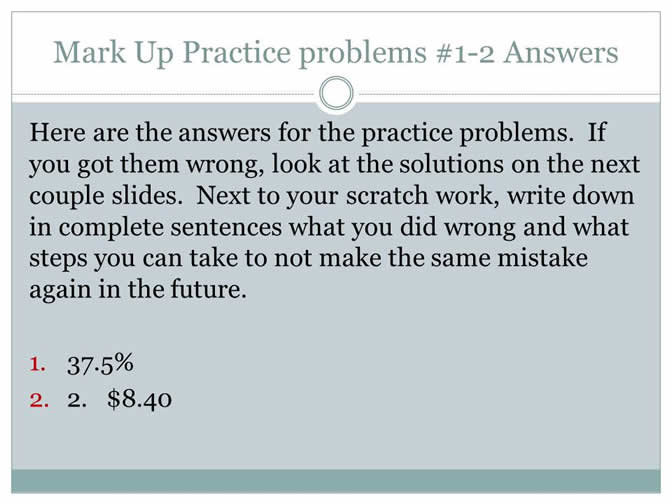 Mark Up Practice problems #1-2 Answers
Here are the answers for the practice problems.  If
you got them wrong, look at the solutions on the next
couple slides.  Next to your scratch work, write down
in complete sentences what you did wrong and what
steps you can take to not make the same mistake
again in the future.
1. 37.5%
2. 2. $8.40